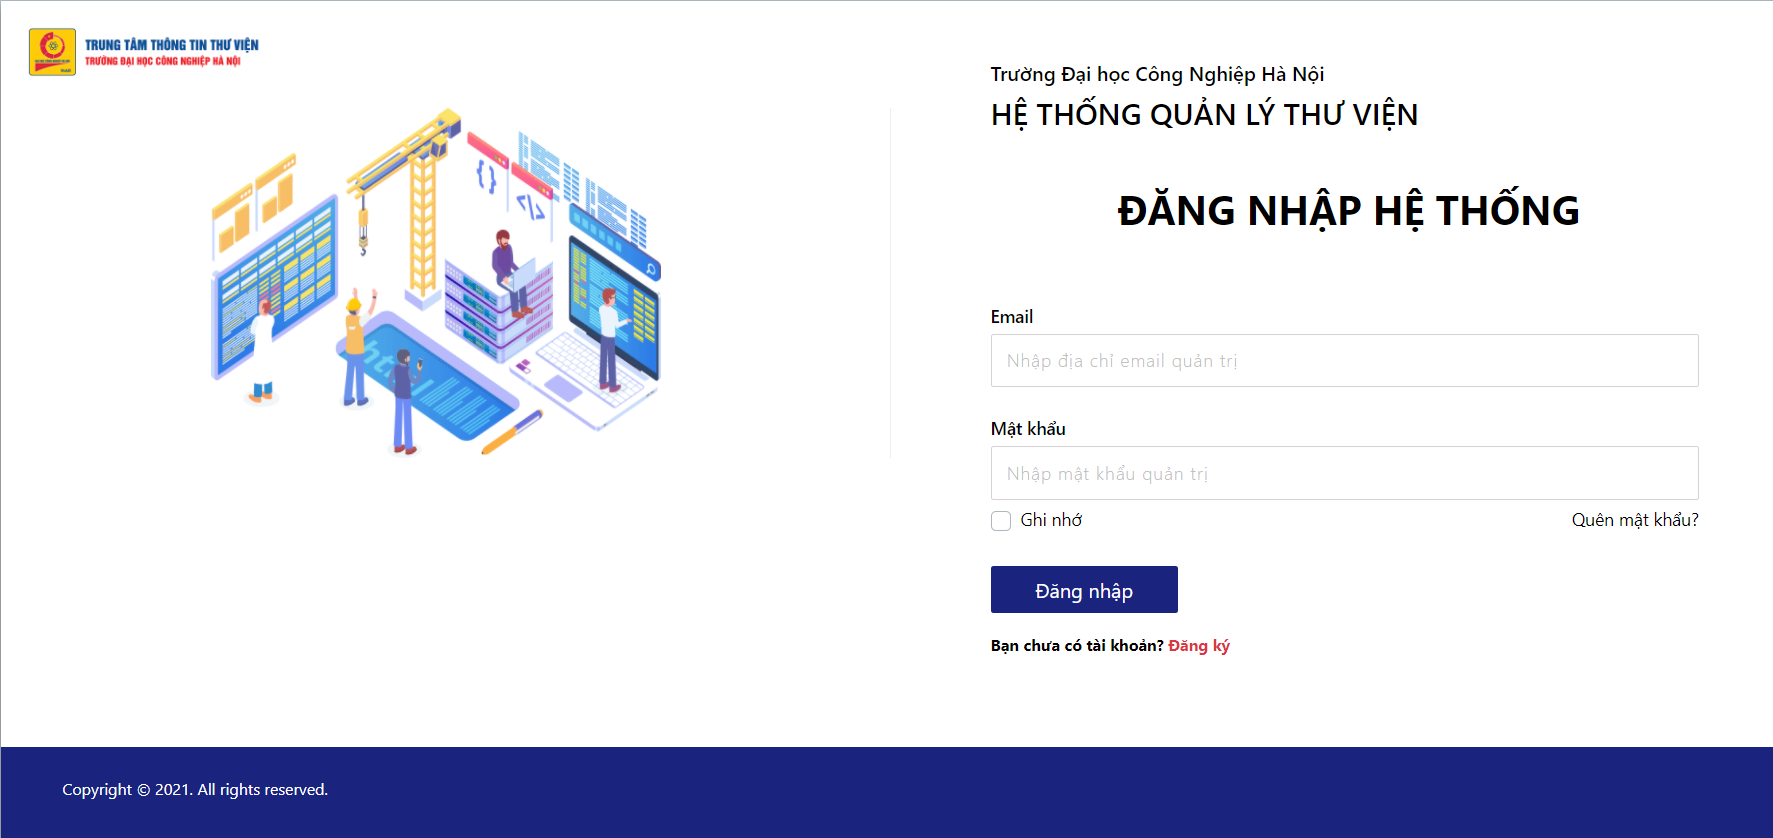 TRUNG TÂM THÔNG TIN THƯ VIỆN
TRƯỜNG ĐẠI HỌC CÔNG NGHIỆP HÀ NỘI
{}
</>
html
Trường Đại học Công Nghiệp Hà Nội
HỆ THỐNG QUẢN LÝ THƯ VIỆN
ĐĂNG NHẬP HỆ THỐNG
Email
Nhập địa chỉ email quản trị
Mật khẩu
Nhập mật khẩu quản trị
Ghi nhớ
Quên mật khẩu?
Đăng nhập
Bạn chưa có tài khoản? Đăng ký
Copyright © 2021. All rights reserved.